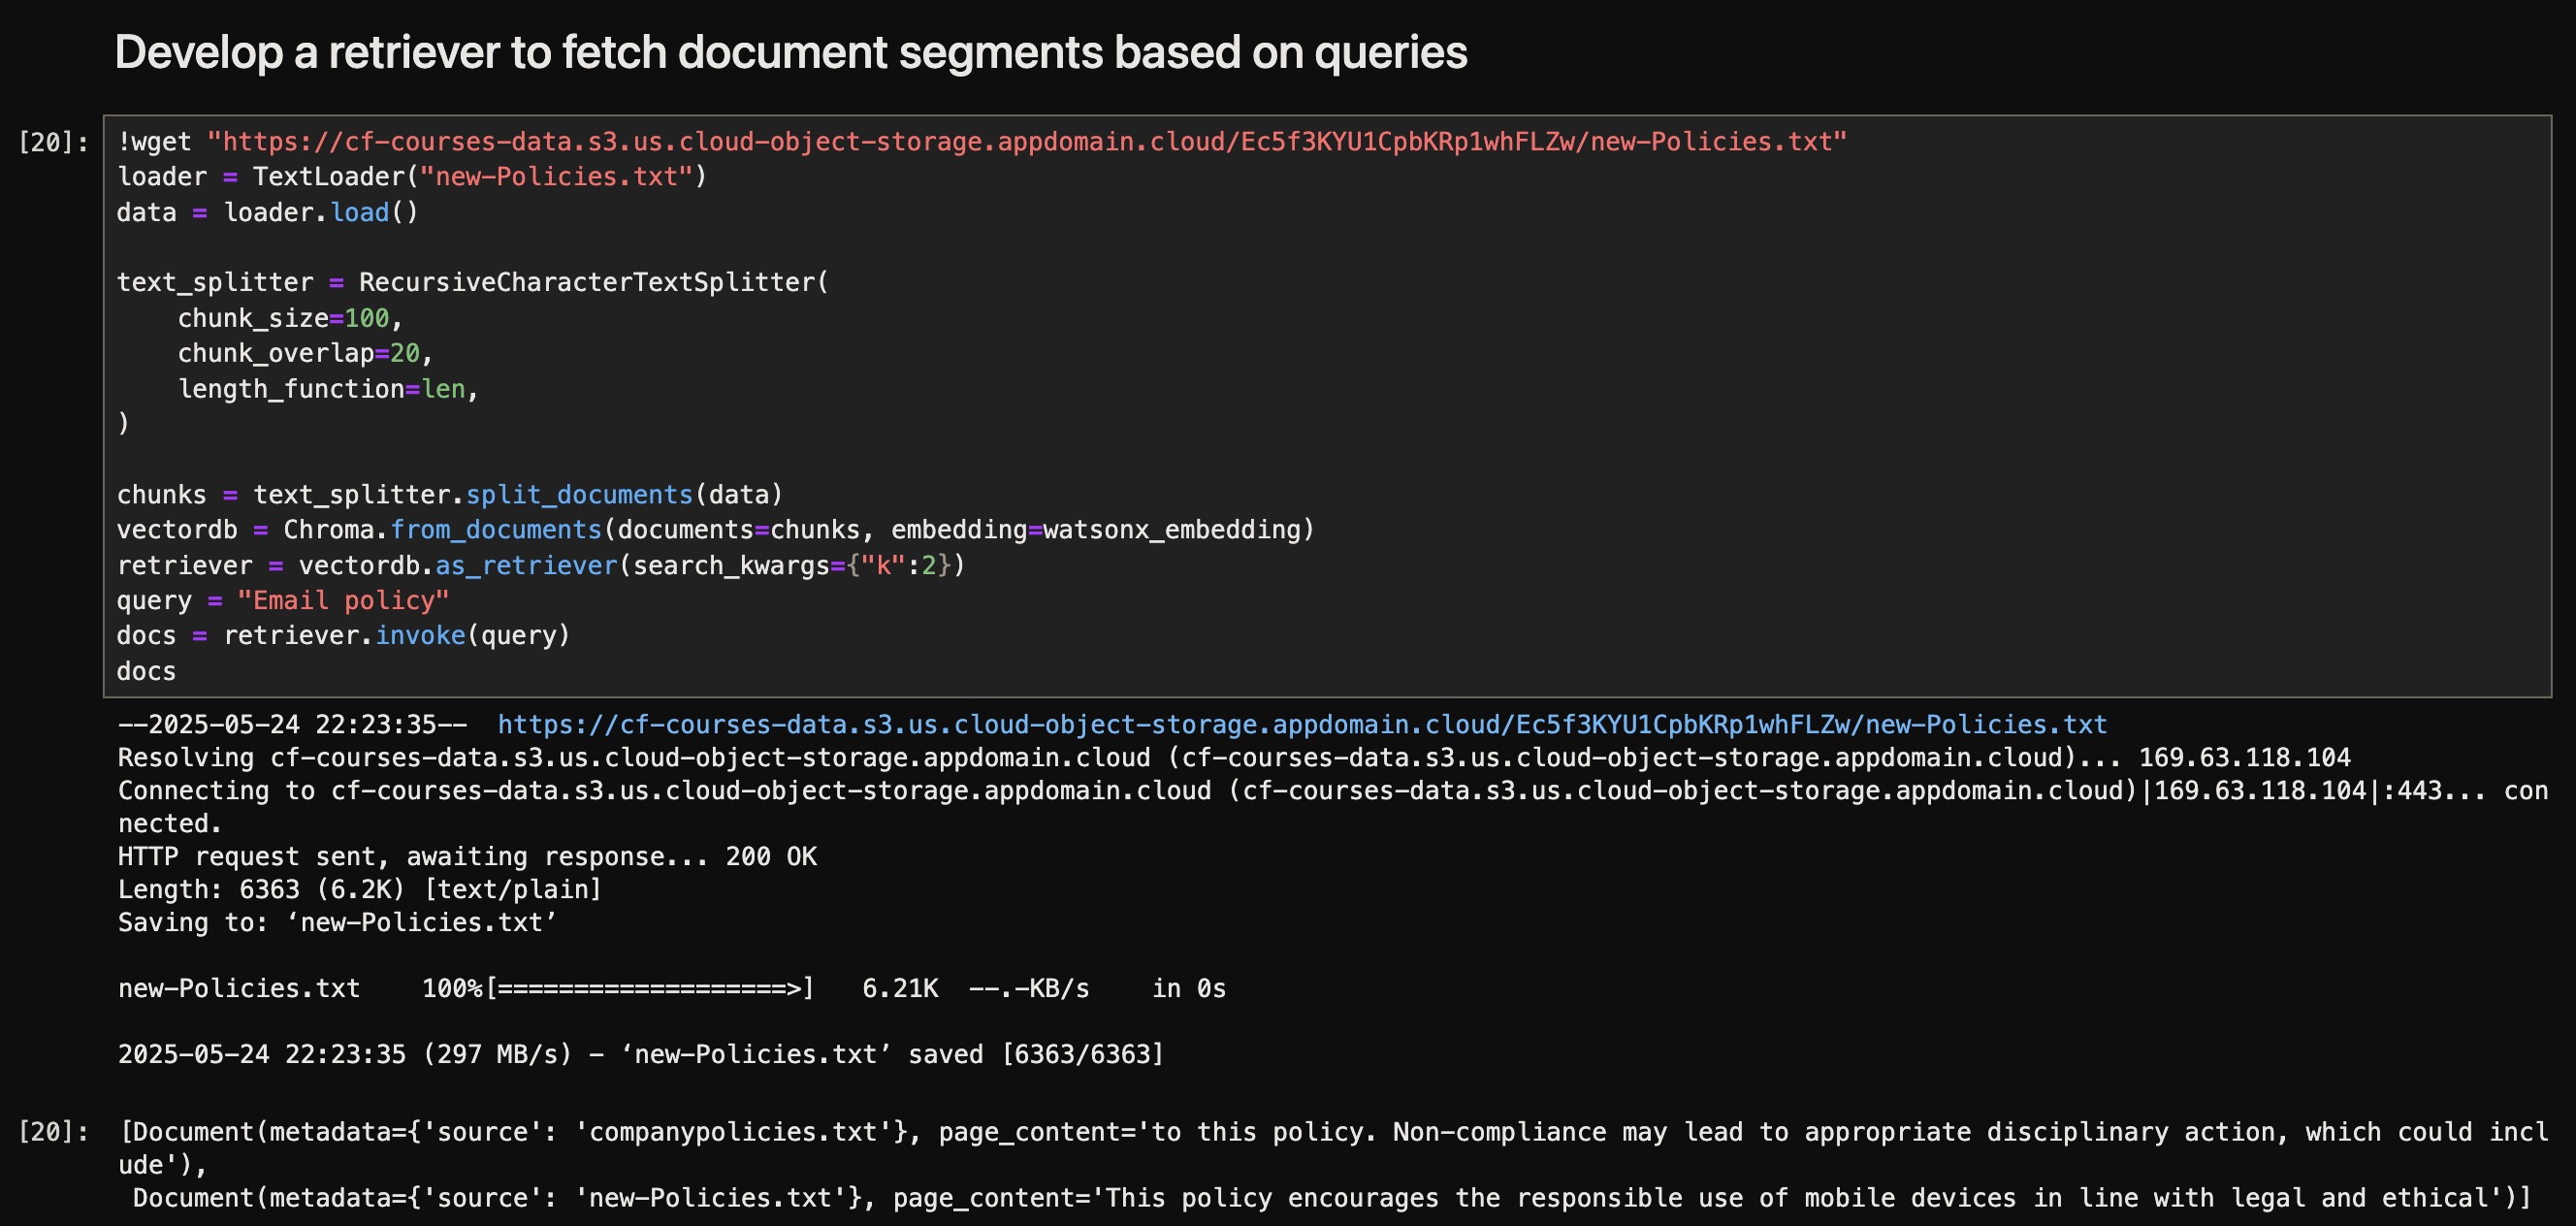 Develop a retriever to fetch document segments based on queries
[20]: !wget "https://cf-courses-data.s3.us.cloud-object-storage.appdomain.cloud/Ec5f3KYU1CpbKRp1whFLZw/new-Policies.txt"
loader = TextLoader("new-Policies.txt")
data = loader.load()
text_splitter = RecursiveCharacterTextSplitter(
    chunk_size=100,
    chunk_overlap=20,
    length_function=len,
)
chunks = text_splitter.split_documents(data)
vectordb = Chroma.from_documents(documents=chunks, embedding=watsonx_embedding)
retriever = vectordb.as_retriever(search_kwargs={"k":2})
query = "Email policy"
docs = retriever.invoke(query)
docs
--2025-05-24 22:23:35--  https://cf-courses-data.s3.us.cloud-object-storage.appdomain.cloud/Ec5f3KYU1CpbKRp1whFLZw/new-Policies.txt
Resolving cf-courses-data.s3.us.cloud-object-storage.appdomain.cloud (cf-courses-data.s3.us.cloud-object-storage.appdomain.cloud)... 169.63.118.104
Connecting to cf-courses-data.s3.us.cloud-object-storage.appdomain.cloud (cf-courses-data.s3.us.cloud-object-storage.appdomain.cloud)|169.63.118.104|:443... con
nected.
HTTP request sent, awaiting response... 200 OK
Length: 6363 (6.2K) [text/plain]
Saving to: ‘new-Policies.txt’
new-Policies.txt    100%[===================>]   6.21K  --.-KB/s    in 0s
2025-05-24 22:23:35 (297 MB/s) - ‘new-Policies.txt’ saved [6363/6363]
[20]: [Document(metadata={'source': 'companypolicies.txt'}, page_content='to this policy. Non-compliance may lead to appropriate disciplinary action, which could incl
ude'),
 Document(metadata={'source': 'new-Policies.txt'}, page_content='This policy encourages the responsible use of mobile devices in line with legal and ethical')]